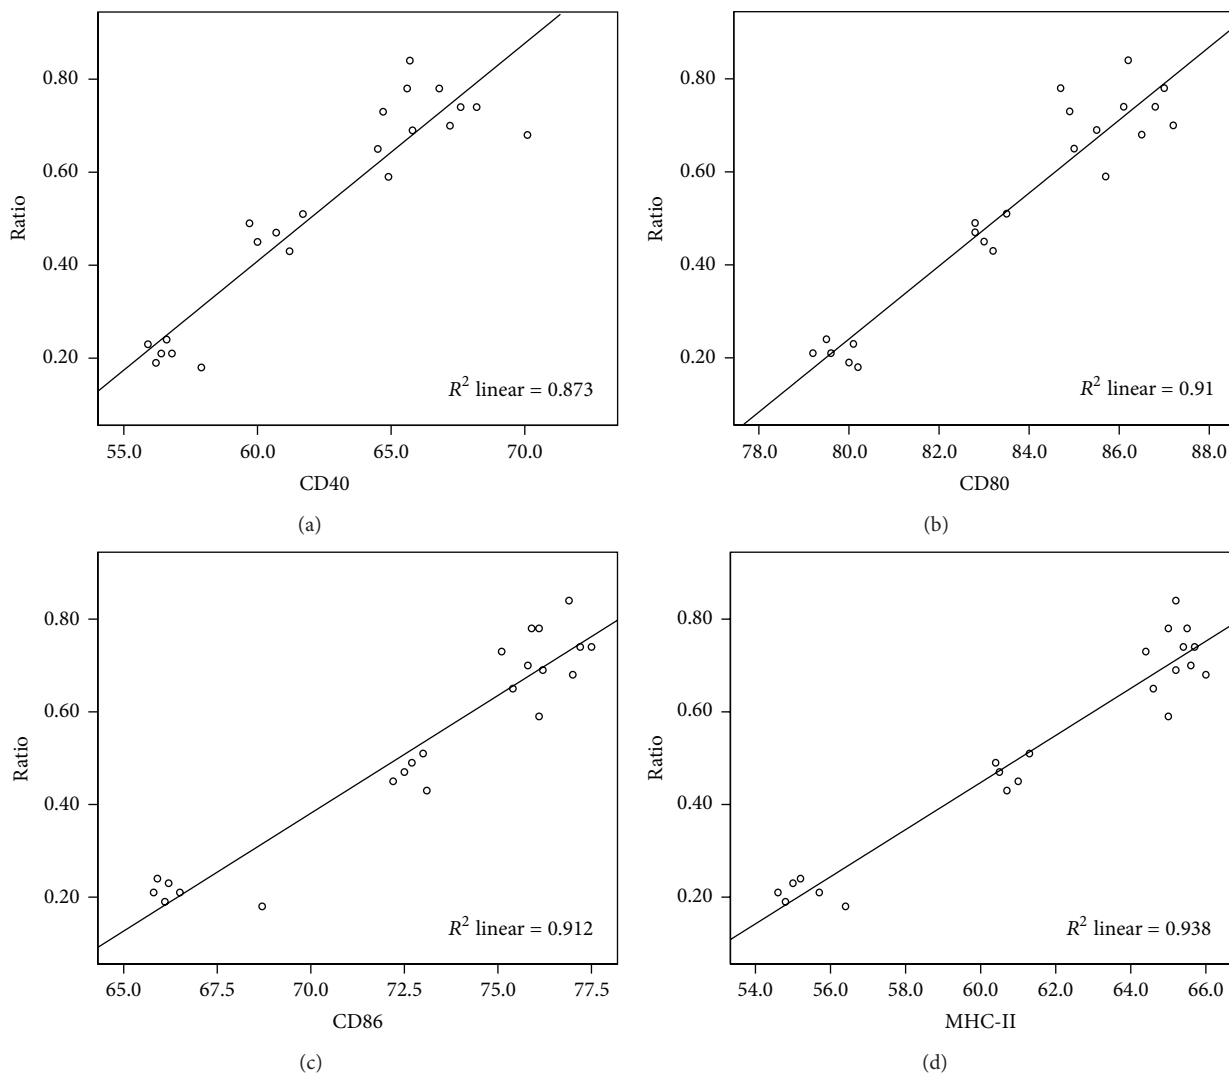 0.80
0.60
0.40
0.20
Ratio
R² linear = 0.873
55.0 60.0 65.0 70.0
CD40
(a)
0.80
0.60
0.40
0.20
Ratio
R² linear = 0.91
78.0 80.0 82.0 84.0 86.0 88.0
CD80
(b)
0.80
0.60
0.40
0.20
Ratio
R² linear = 0.912
65.0 67.5 70.0 72.5 75.0 77.5
CD86
(c)
0.80
0.60
0.40
0.20
Ratio
R² linear = 0.938
54.0 56.0 58.0 60.0 62.0 64.0 66.0
MHC-II
(d)